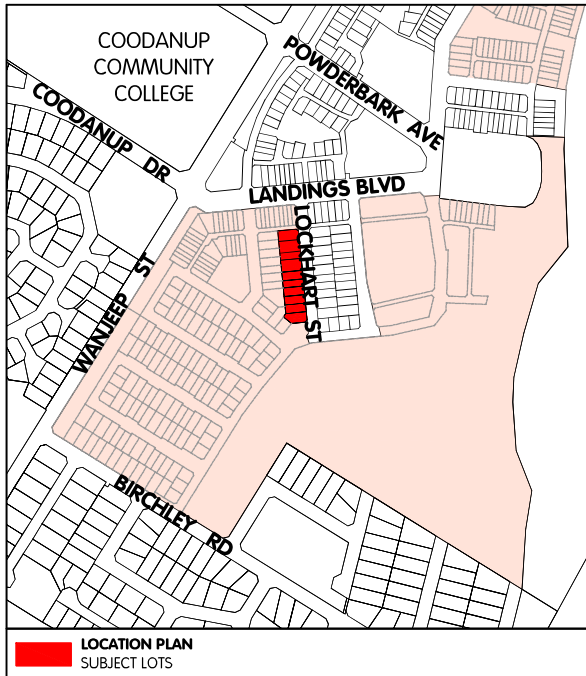 COODANUP
COMMUNITY
COLLEGE
POWDERBARK AVE
COODANUP DR
LANDINGS BLVD
LOCKHART ST
WANJEEP ST
BIRCHLEY RD
LOCATION PLAN
SUBJECT LOTS